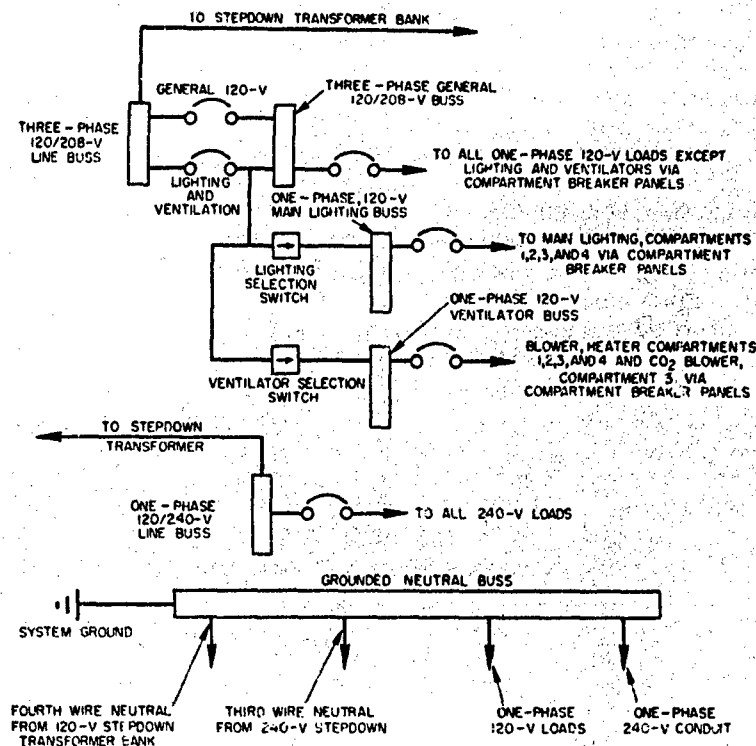 TO STEPDOWN TRANSFORMER BANK
GENERAL 120-V
THREE-PHASE GENERAL
120/208-V BUSS
THREE-PHASE
120/208-V
LINE BUSS
LIGHTING
AND
VENTILATION
TO ALL ONE-PHASE 120-V LOADS EXCEPT
LIGHTING AND VENTILATORS VIA
COMPARTMENT BREAKER PANELS
ONE-PHASE, 120-V
MAIN LIGHTING BUSS
LIGHTING
SELECTION
SWITCH
TO MAIN LIGHTING, COMPARTMENTS
1,2,3, AND 4 VIA COMPARTMENT
BREAKER PANELS
ONE-PHASE 120-V
VENTILATOR BUSS
VENTILATOR SELECTION
SWITCH
BLOWER, HEATER COMPARTMENTS
1,2,3, AND 4 AND CO2 BLOWER,
COMPARTMENT 3, VIA
COMPARTMENT BREAKER PANELS
TO STEPDOWN
TRANSFORMER
ONE-PHASE
120/240-V
LINE BUSS
TO ALL 240-V LOADS
GROUNDED NEUTRAL BUSS
SYSTEM GROUND
FOURTH WIRE NEUTRAL
FROM 120-V STEPDOWN
TRANSFORMER BANK
THIRD WIRE NEUTRAL
FROM 240-V STEPDOWN
ONE-PHASE
120-V LOADS
ONE-PHASE
240-V CONDUIT